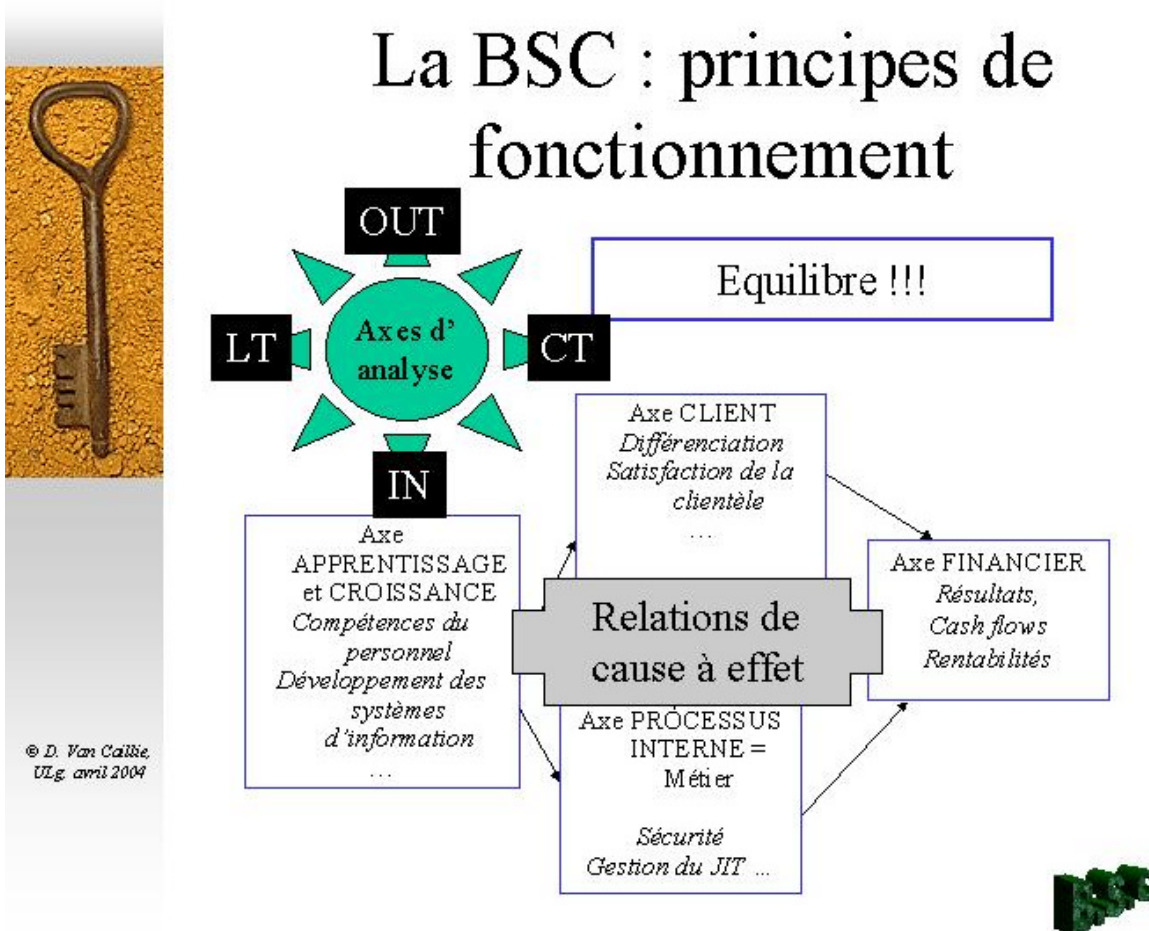 La BSC : principes de
fonctionnement
OUT
Equilibre !!!
LT
Axes d’
analyse
CT
IN
Axe CLIENT
Différenciation
Satisfaction de la
clientèle
...
Axe
APPRENTISSAGE
et CROISSANCE
Compétences du
personnel
Développement des
systèmes
d’information
...
Relations de
cause à effet
Axe FINANCIER
Résultats,
Cash flows
Rentabilités
Axe PROCESSUS
INTERNE =
Métier
Sécurité
Gestion du JIT ...
© D. Van Caillie,
ULg, avril 2004